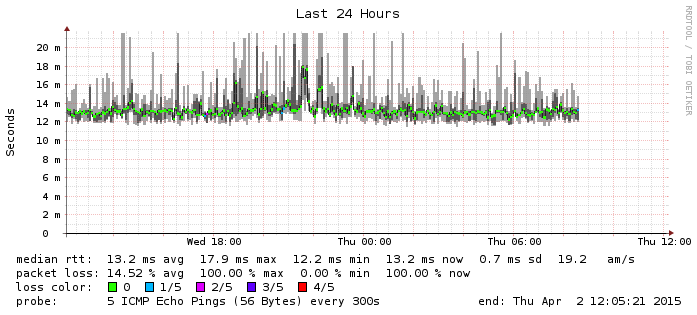 Last 24 Hours
RRDTOOL / TOBI OETIKER
Seconds
20 m
18 m
16 m
14 m
12 m
10 m
8 m
6 m
4 m
2 m
0
Wed 18:00 Thu 00:00 Thu 06:00 Thu 12:00
median rtt: 13.2 ms avg 17.9 ms max 12.2 ms min 13.2 ms now 0.7 ms sd 19.2 am/s
packet loss: 14.52 % avg 100.00 % max 0.00 % min 100.00 % now
loss color: 0 1/5 2/5 3/5 4/5
probe: 5 ICMP Echo Pings (56 Bytes) every 300s end: Thu Apr 2 12:05:21 2015